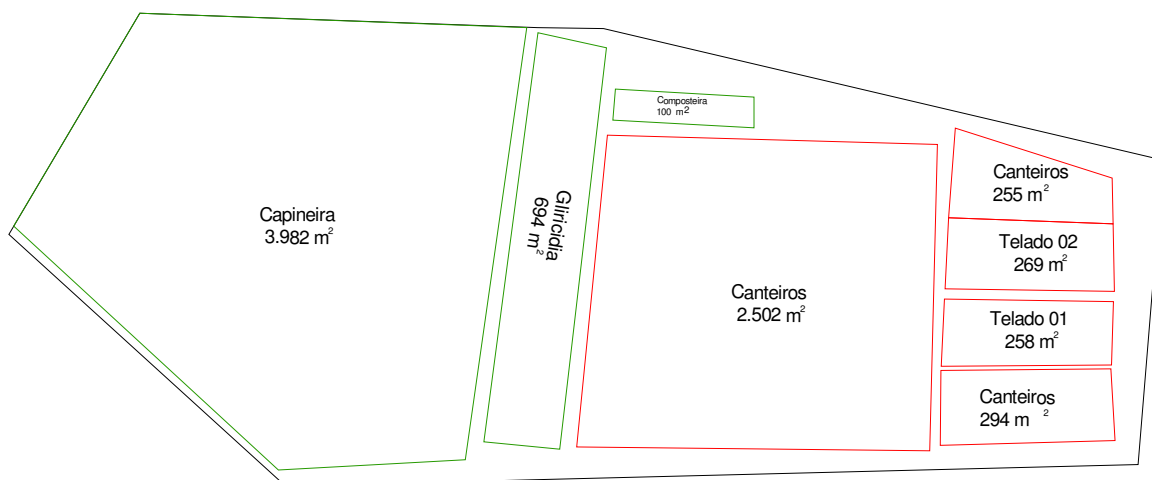 Composteira
100 m²
Capineira
3.982 m²
Gliricidia
694 m²
Canteiros
2.502 m²
Canteiros
255 m²
Telado 02
269 m²
Telado 01
258 m²
Canteiros
294 m²